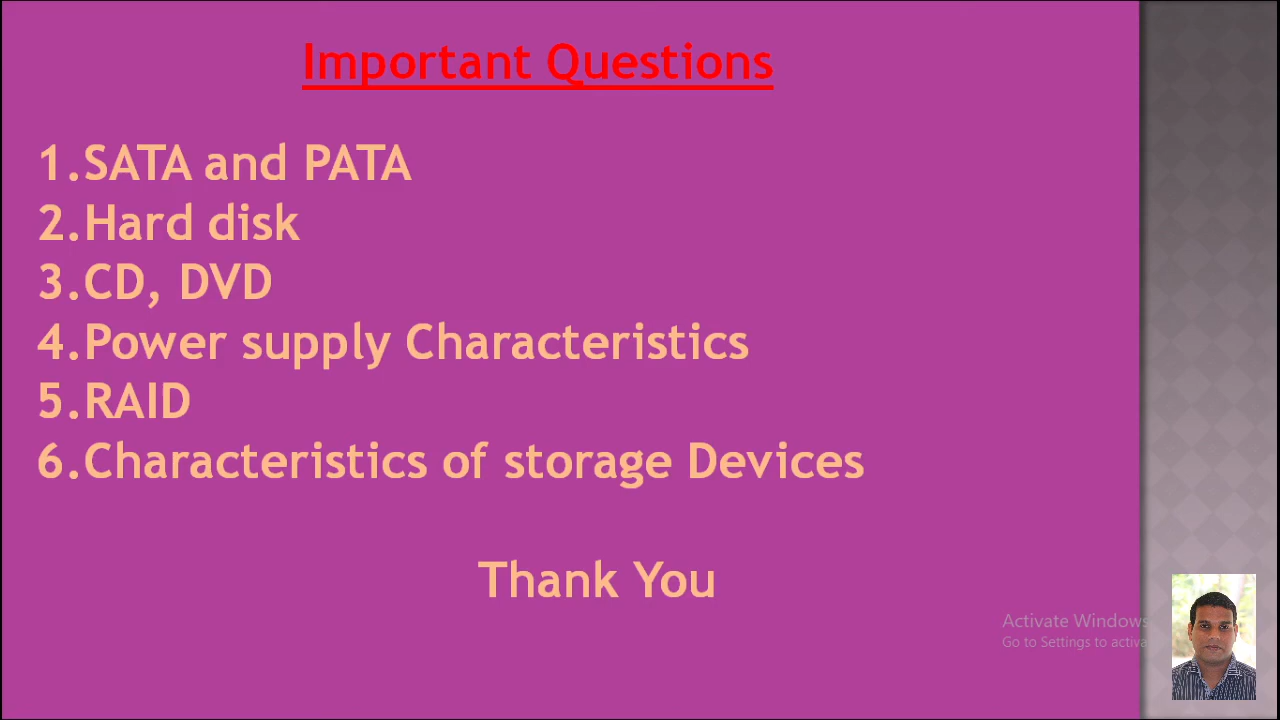 Important Questions
1.SATA and PATA
2.Hard disk
3.CD, DVD
4.Power supply Characteristics
5.RAID
6.Characteristics of storage Devices
Thank You
Activate Windows
Go to Settings to activa